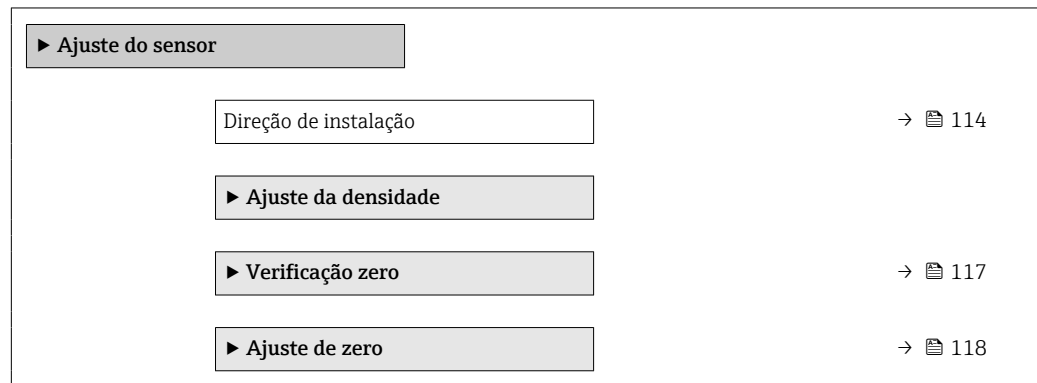 ▶ Ajuste do sensor
Direção de instalação → 114
▶ Ajuste da densidade
▶ Verificação zero → 117
▶ Ajuste de zero → 118